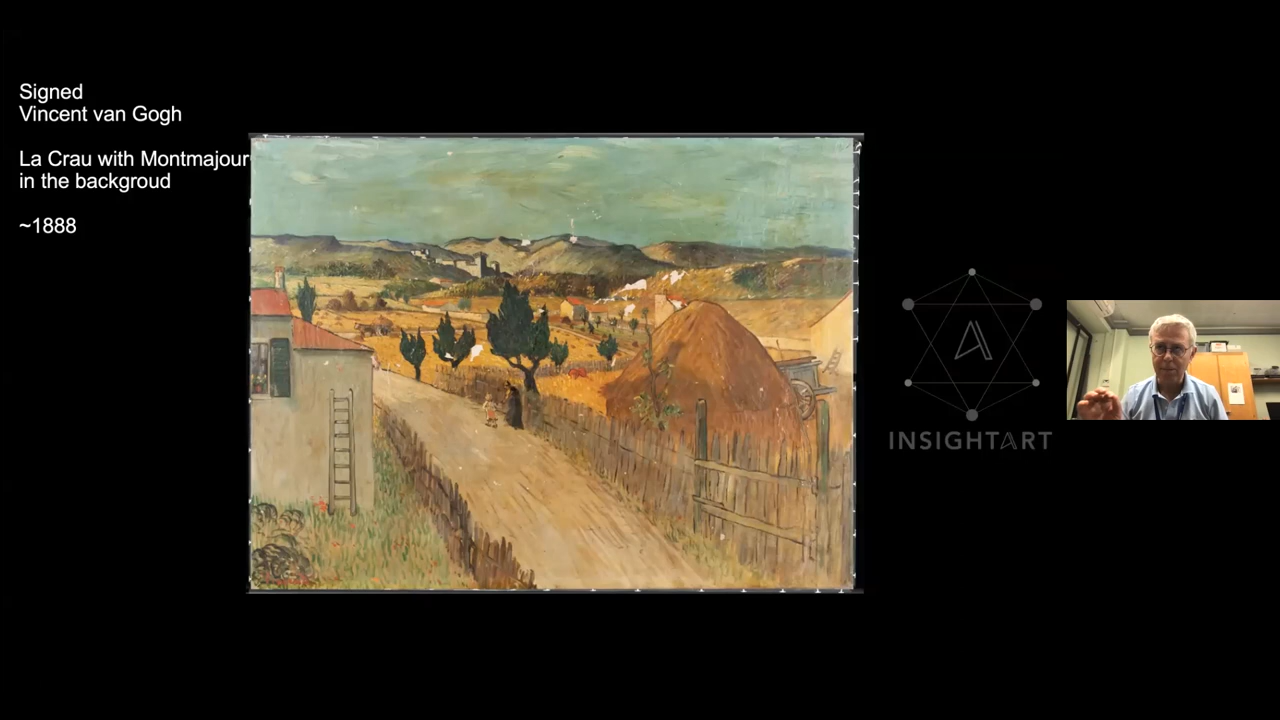 Signed
Vincent van Gogh
La Crau with Montmajour
in the backgroud
~1888
INSIGHTART